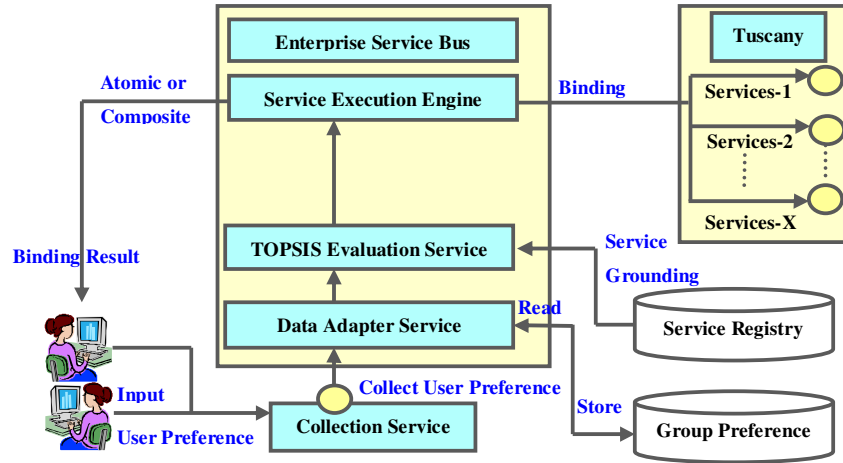 Enterprise Service Bus
Tuscany
Atomic or
Composite
Service Execution Engine
Binding
Services-1
Services-2
Services-X
TOPSIS Evaluation Service
Service
Grounding
Binding Result
Data Adapter Service
Read
Service Registry
Input
User Preference
Collect User Preference
Collection Service
Store
Group Preference